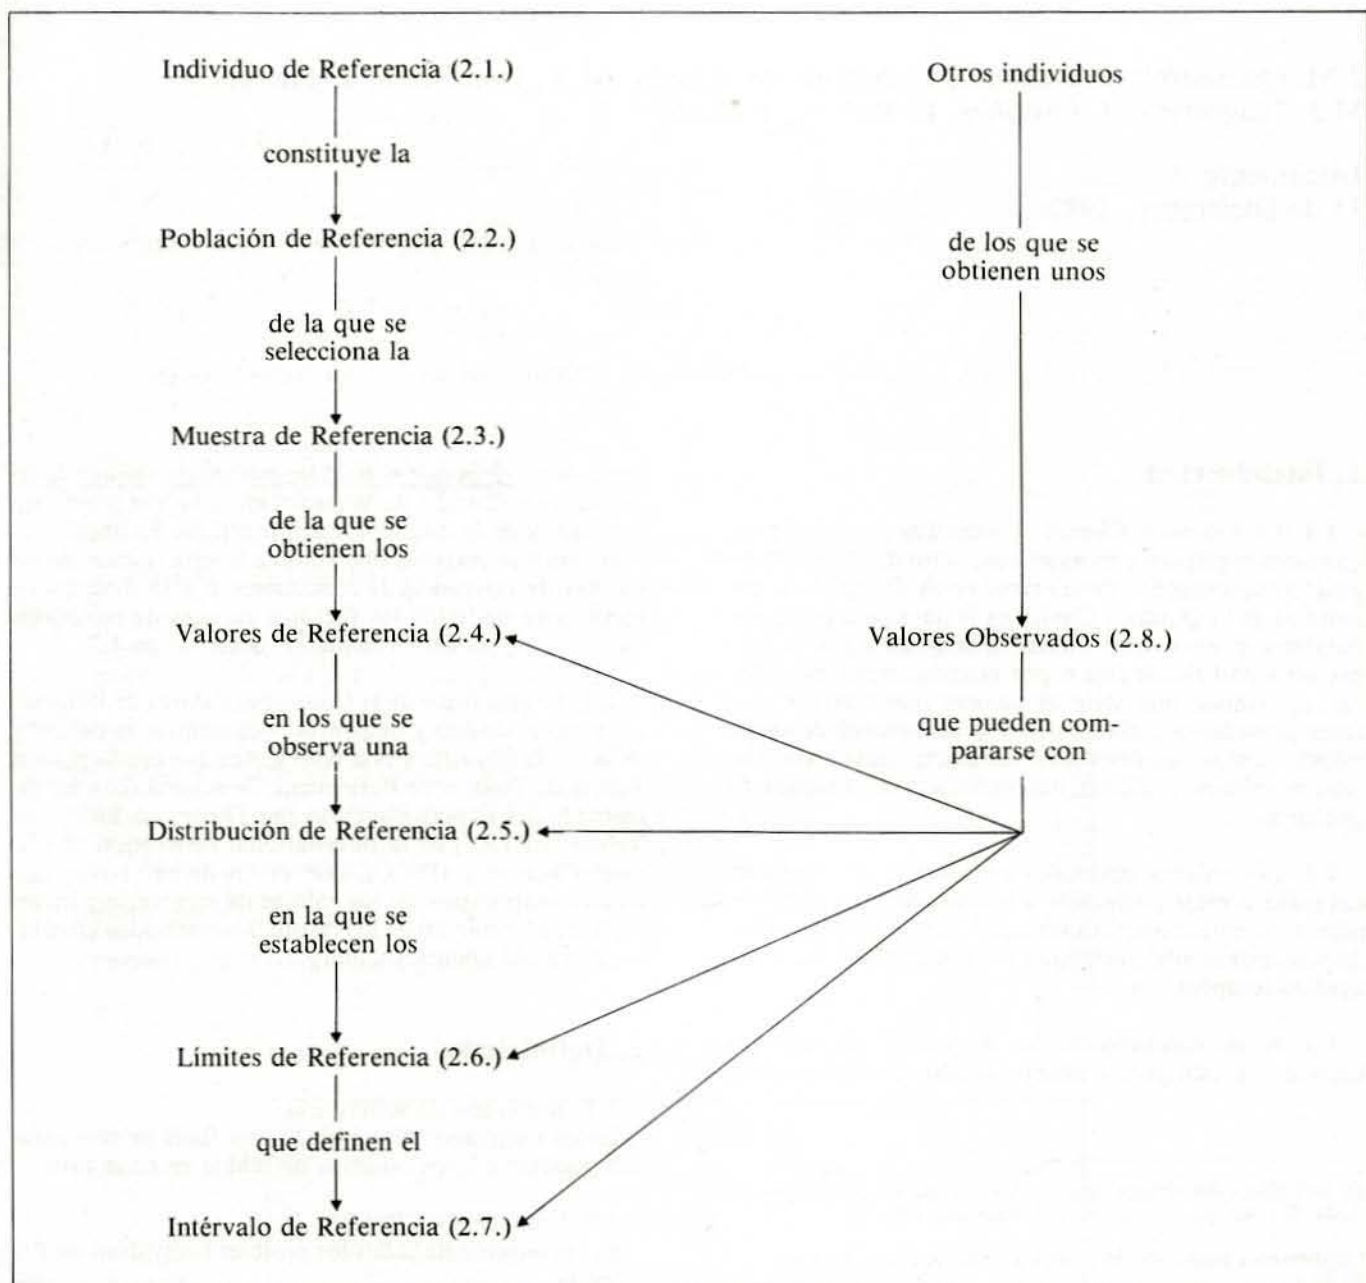 Individuo de Referencia (2.1.)
constituye la
Población de Referencia (2.2.)
de la que se
selecciona la
Muestra de Referencia (2.3.)
de la que se
obtienen los
Valores de Referencia (2.4.)
en los que se
observa una
Distribución de Referencia (2.5.)
en la que se
establecen los
Límites de Referencia (2.6.)
que definen el
Intérvalo de Referencia (2.7.)
Otros individuos
de los que se
obtienen unos
Valores Observados (2.8.)
que pueden com-
pararse con